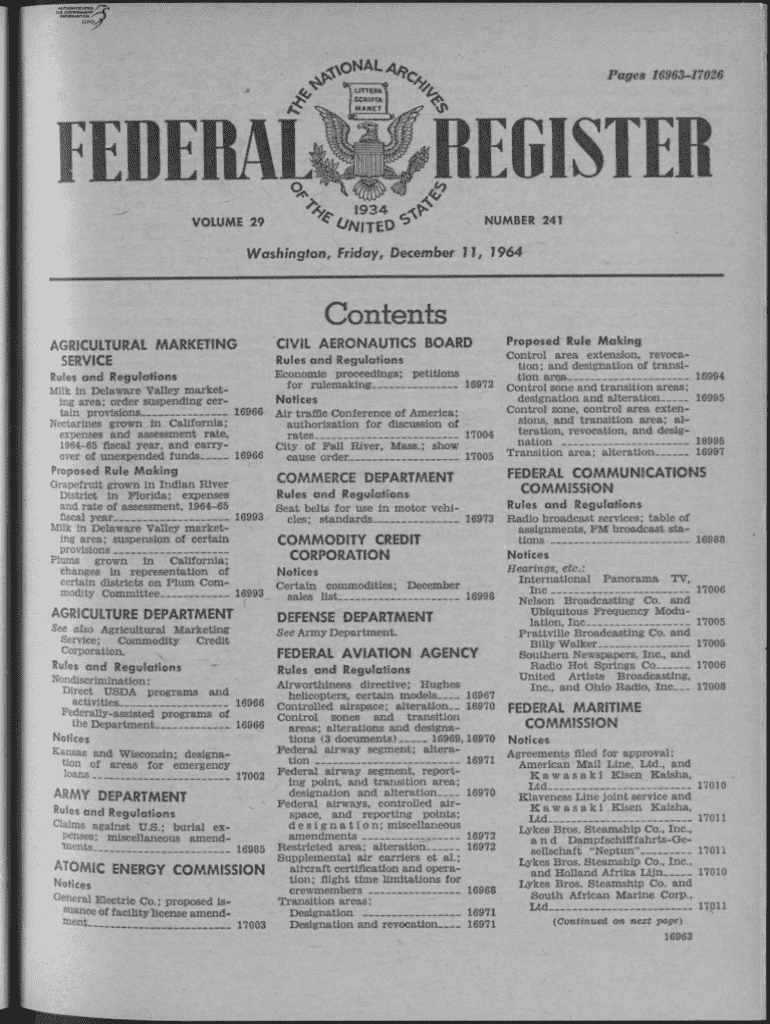 AUTHENTICATED
U.S. GOVERNMENT
INFORMATION
GPO
Pages 16963-17026
THE NATIONAL ARCHIVES
LITTERA
SCRIPTA
MANET
FEDERAL REGISTER
1934
OF THE UNITED STATES
VOLUME 29
NUMBER 241
Washington, Friday, December 11, 1964
Contents
AGRICULTURAL MARKETING
SERVICE
Rules and Regulations
Milk in Delaware Valley market-
ing area; order suspending cer-
tain provisions 16966
Nectarines grown in California;
expenses and assessment rate,
1964-65 fiscal year, and carry-
over of unexpended funds 16966
Proposed Rule Making
Grapefruit grown in Indian River
District in Florida; expenses
and rate of assessment, 1964-65
fiscal year 16993
Milk in Delaware Valley market-
ing area; suspension of certain
provisions
Plums grown in California;
changes in representation of
certain districts on Plum Com-
modity Committee 16993
AGRICULTURE DEPARTMENT
See also Agricultural Marketing
Service; Commodity Credit
Corporation.
Rules and Regulations
Nondiscrimination:
Direct USDA programs and
activities 16966
Federally-assisted programs of
the Department 16966
Notices
Kansas and Wisconsin; designa-
tion of areas for emergency
loans 17002
ARMY DEPARTMENT
Rules and Regulations
Claims against U.S.; burial ex-
penses; miscellaneous amend-
ments 16985
ATOMIC ENERGY COMMISSION
Notices
General Electric Co.; proposed is-
suance of facility license amend-
ment 17003
CIVIL AERONAUTICS BOARD
Rules and Regulations
Economic proceedings; petitions
for rulemaking 16972
Notices
Air traffic Conference of America;
authorization for discussion of
rates 17004
City of Fall River, Mass.; show
cause order 17005
COMMERCE DEPARTMENT
Rules and Regulations
Seat belts for use in motor vehi-
cles; standards 16973
COMMODITY CREDIT
CORPORATION
Notices
Certain commodities; December
sales list 16998
DEFENSE DEPARTMENT
See Army Department.
FEDERAL AVIATION AGENCY
Rules and Regulations
Airworthiness directive; Hughes
helicopters, certain models 16967
Controlled airspace; alteration 16970
Control zones and transition
areas; alterations and designa-
tions (3 documents) 16969, 16970
Federal airway segment; altera-
tion 16971
Federal airway segment, report-
ing point, and transition area;
designation and alteration 16970
Federal airways, controlled air-
space, and reporting points;
designation; miscellaneous
amendments 16972
Restricted area; alteration 16972
Supplemental air carriers et al.;
aircraft certification and opera-
tion; flight time limitations for
crewmembers 16968
Transition areas:
Designation 16971
Designation and revocation 16971
Proposed Rule Making
Control area extension, revoca-
tion; and designation of transi-
tion area 16994
Control zone and transition areas;
designation and alteration 16995
Control zone, control area exten-
sions, and transition area; al-
teration, revocation, and desig-
nation 16995
Transition area; alteration 16997
FEDERAL COMMUNICATIONS
COMMISSION
Rules and Regulations
Radio broadcast services; table of
assignments, FM broadcast sta-
tions 16988
Notices
Hearings, etc.:
International Panorama TV,
Inc 17006
Nelson Broadcasting Co. and
Ubiquitous Frequency Modu-
lation, Inc 17005
Prattville Broadcasting Co. and
Billy Walker 17005
Southern Newspapers, Inc., and
Radio Hot Springs Co 17006
United Artists Broadcasting,
Inc., and Ohio Radio, Inc 17008
FEDERAL MARITIME
COMMISSION
Notices
Agreements filed for approval:
American Mail Line, Ltd., and
Kawasaki Kisen Kaisha,
Ltd 17010
Klaveness Line joint service and
Kawasaki Kisen Kaisha,
Ltd 17011
Lykes Bros. Steamship Co., Inc.,
and Dampfschiffahrts-Ge-
sellschaft "Neptun" 17011
Lykes Bros. Steamship Co., Inc.,
and Holland Afrika Lijn 17010
Lykes Bros. Steamship Co. and
South African Marine Corp.,
Ltd 17011
(Continued on next page)
16963